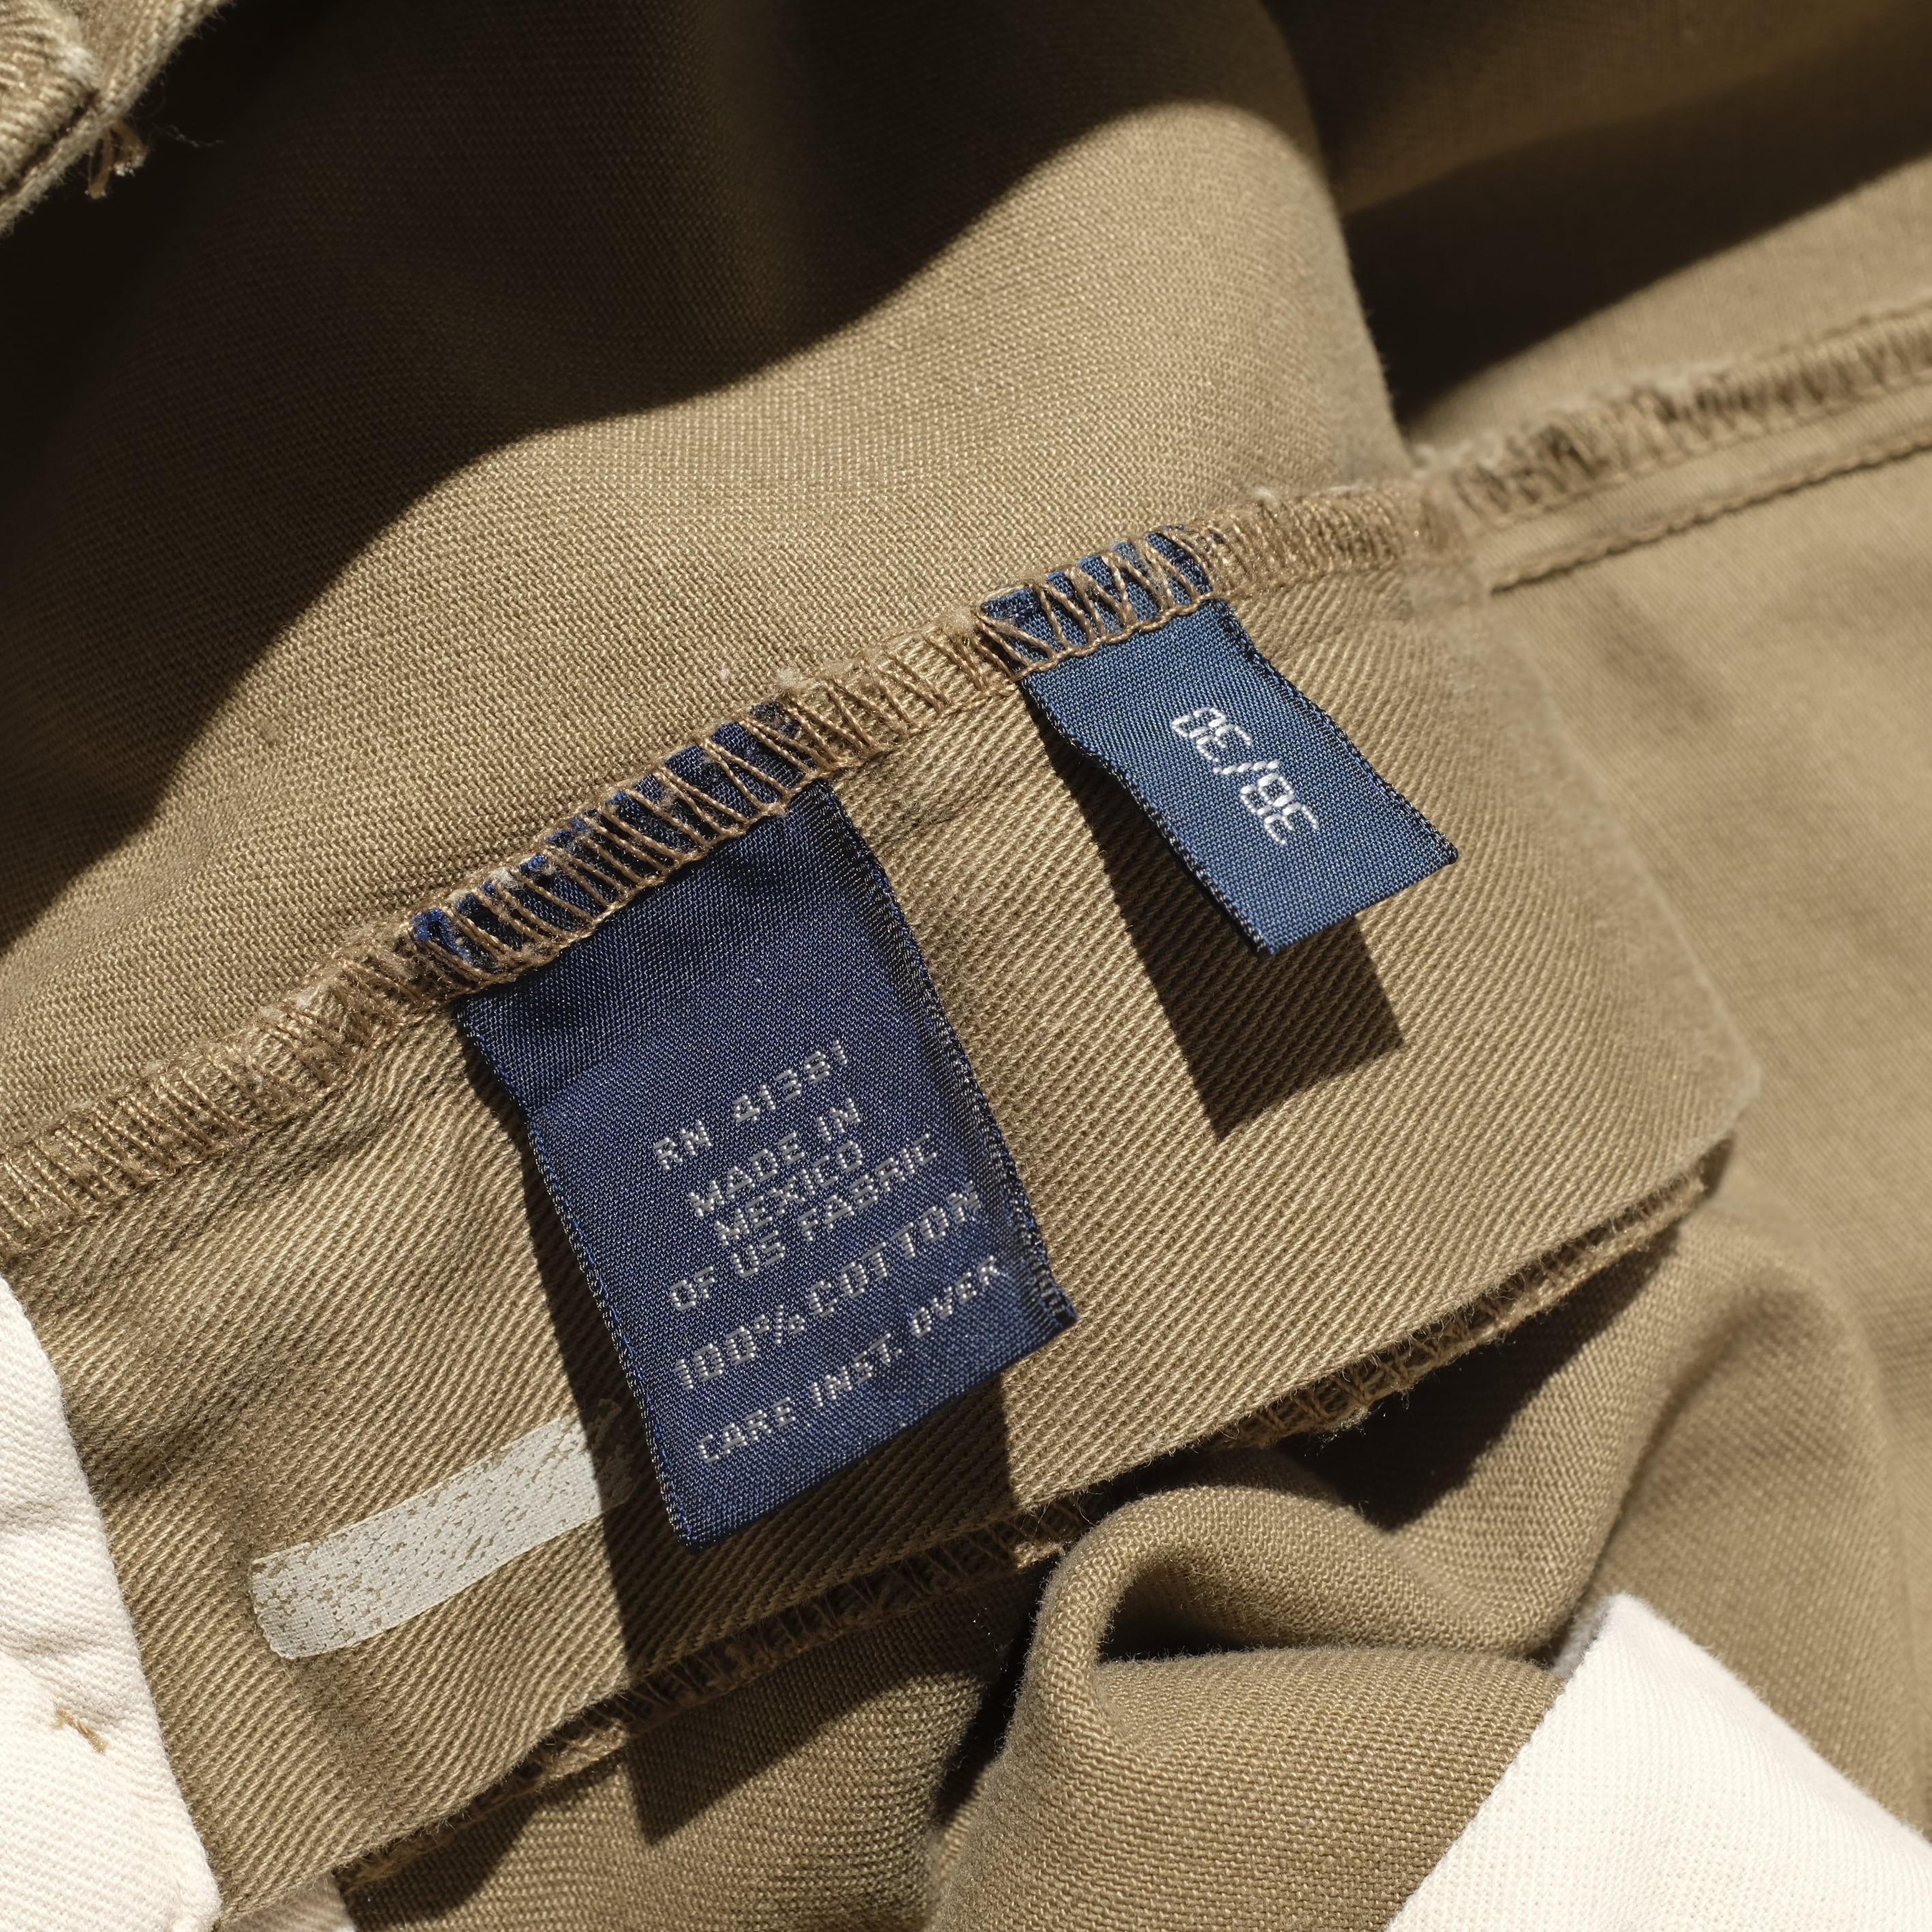 RN 41381
MADE IN
MEXICO
OF US FABRIC
100% COTTON
CARE INST. OVER
38/30